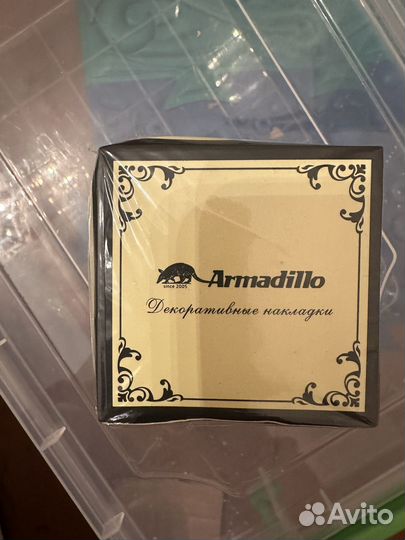 Armadillo
since 2005
Декоративные накладки
Avito